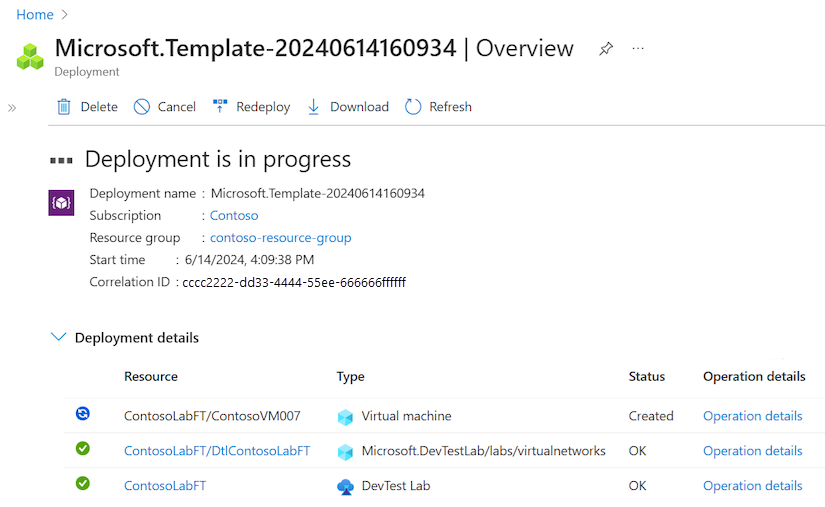 Home
Microsoft.Template-20240614160934 | Overview
Deployment
Delete Cancel Redeploy Download Refresh
Deployment is in progress
Deployment name : Microsoft.Template-20240614160934
Subscription : Contoso
Resource group : contoso-resource-group
Start time : 6/14/2024, 4:09:38 PM
Correlation ID : cccc2222-dd33-4444-55ee-666666ffffff
Deployment details
Resource Type Status Operation details
ContosoLabFT/ContosoVM007 Virtual machine Created Operation details
ContosoLabFT/DtlContosoLabFT Microsoft.DevTestLab/labs/virtualnetworks OK Operation details
ContosoLabFT DevTest Lab OK Operation details